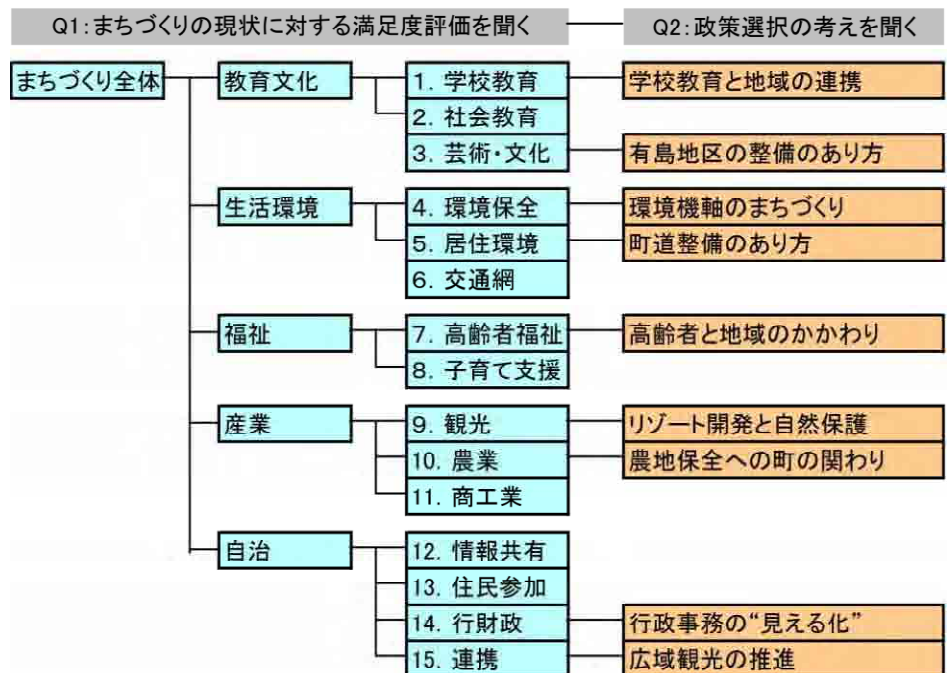 Q1:まちづくりの現状に対する満足度評価を聞く
Q2:政策選択の考えを聞く
まちづくり全体
教育文化
1. 学校教育
学校教育と地域の連携
2. 社会教育
3. 芸術・文化
有島地区の整備のあり方
生活環境
4. 環境保全
環境機軸のまちづくり
5. 居住環境
町道整備のあり方
6. 交通網
福祉
7. 高齢者福祉
高齢者と地域のかかわり
8. 子育て支援
産業
9. 観光
リゾート開発と自然保護
10. 農業
農地保全への町の関わり
11. 商工業
自治
12. 情報共有
13. 住民参加
14. 行財政
行政事務の“見える化”
15. 連携
広域観光の推進